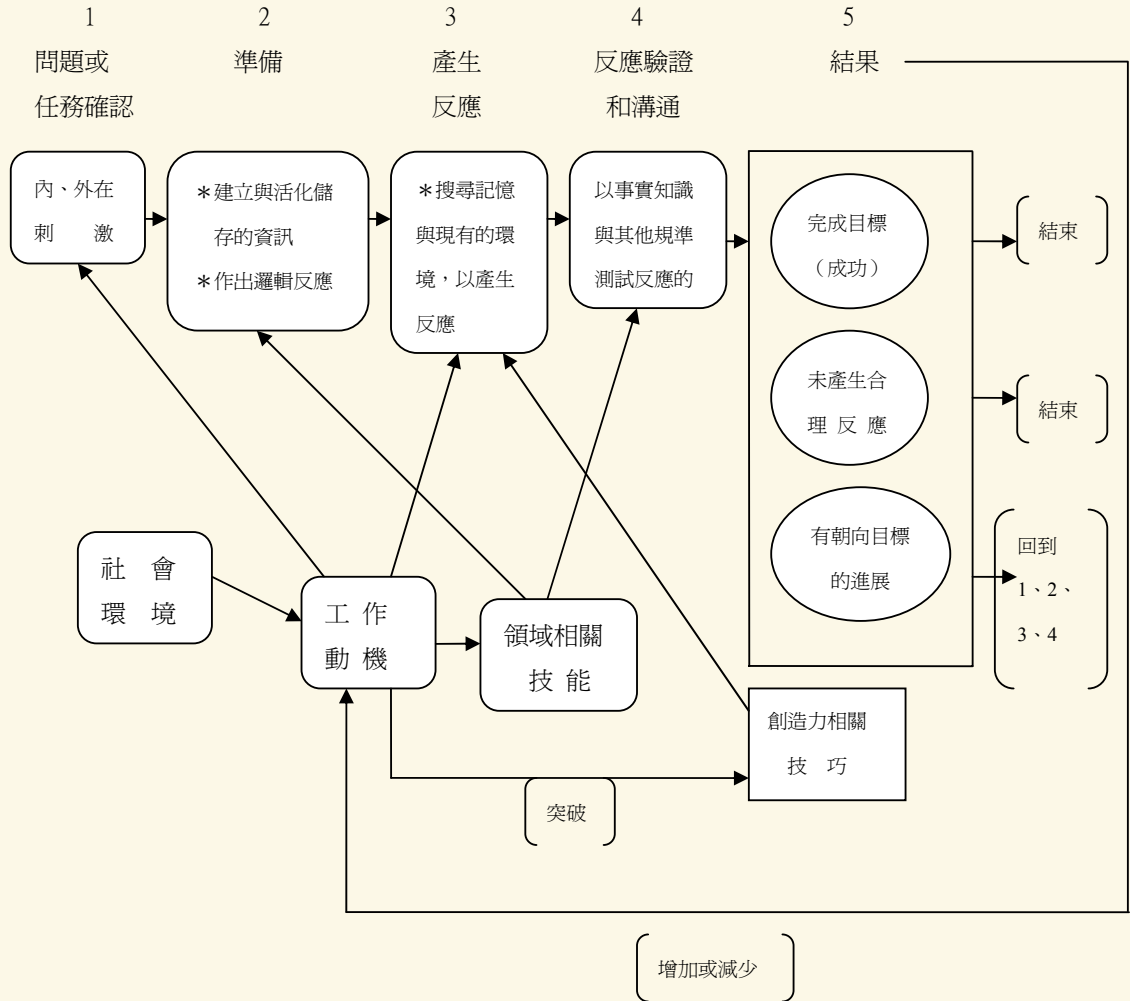 1
問題或
任務確認
2
準備
3
產生
反應
4
反應驗證
和溝通
5
結果
內、外在
刺 激
＊建立與活化儲
存的資訊
＊作出邏輯反應
＊搜尋記憶
與現有的環
境，以產生
反應
以事實知識
與其他規準
測試反應的
完成目標
（成功）
結束
未產生合
理反應
結束
有朝向目標
的進展
回到
1、2、
3、4
社 會
環 境
工 作
動 機
領域相關
技 能
創造力相關
技 巧
突破
增加或減少